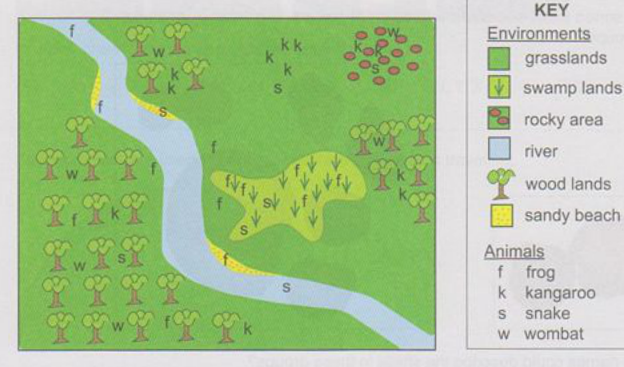 f
w
k k
k
k
w
k
k
k
s
k
s
f
s
f
w
w
f
f
k
f
f
f
k
f
s
f
f
k
s
w
s
f
s
w
f
k
KEY
Environments
grasslands
swamp lands
rocky area
river
wood lands
sandy beach
Animals
f frog
k kangaroo
s snake
w wombat